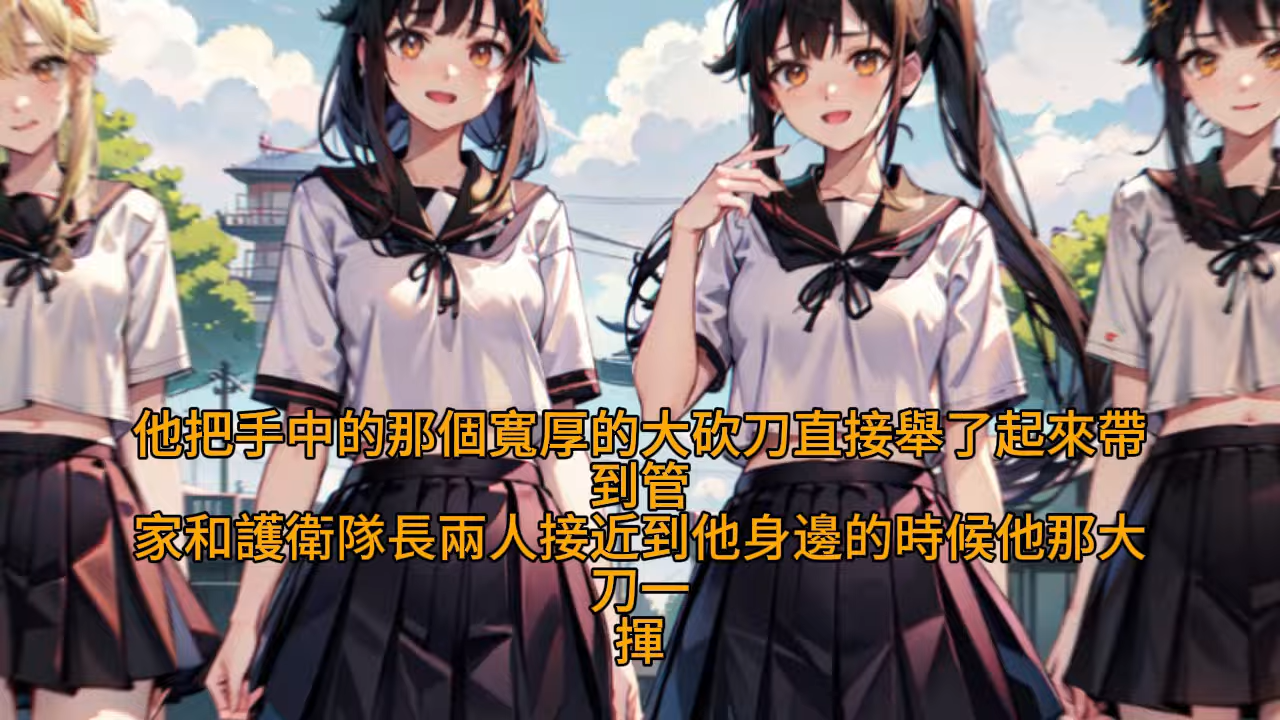 他把手中的那個寬厚的大砍刀直接舉了起來帶
到管
家和護衛隊長兩人接近到他身邊的時候他那大
刀一
揮